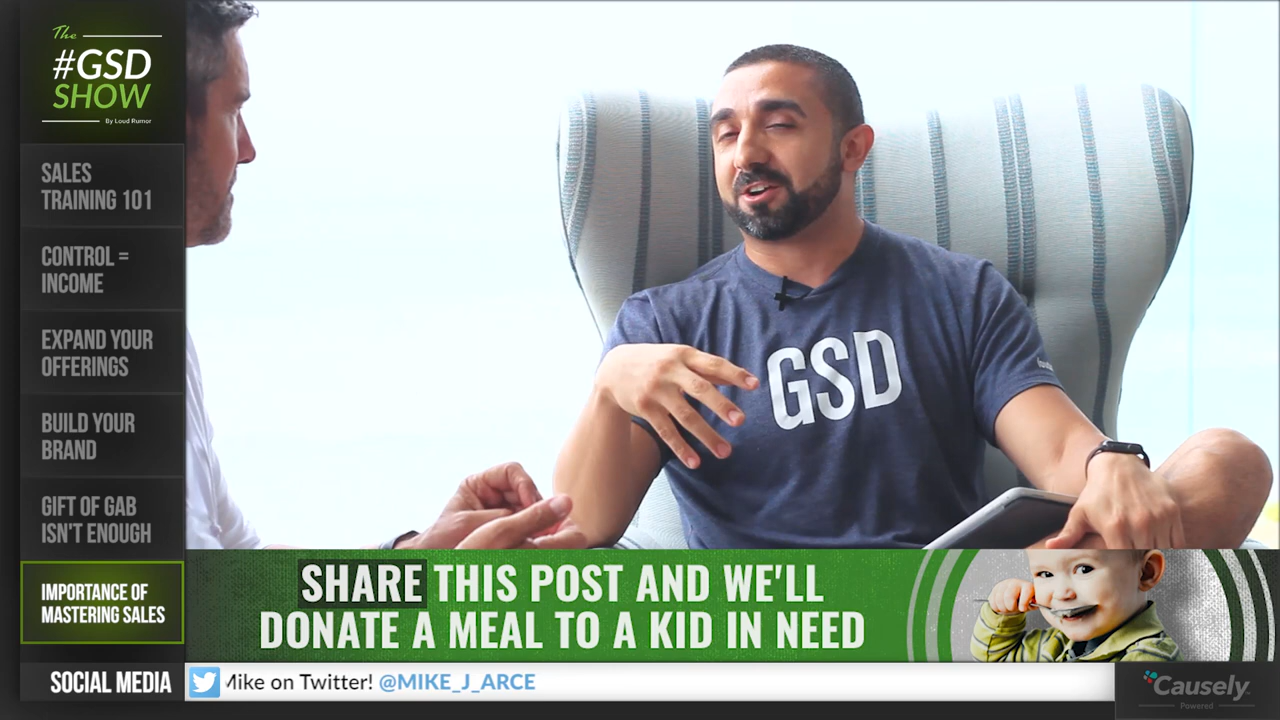 The
#GSD
SHOW
By Loud Rumor
SALES
TRAINING 101
CONTROL =
INCOME
EXPAND YOUR
OFFERINGS
BUILD YOUR
BRAND
GIFT OF GAB
ISN'T ENOUGH
IMPORTANCE OF
MASTERING SALES
GSD
SHARE THIS POST AND WE'LL
DONATE A MEAL TO A KID IN NEED
SOCIAL MEDIA
Mike on Twitter! @MIKE_J_ARCE
Causely
Powered